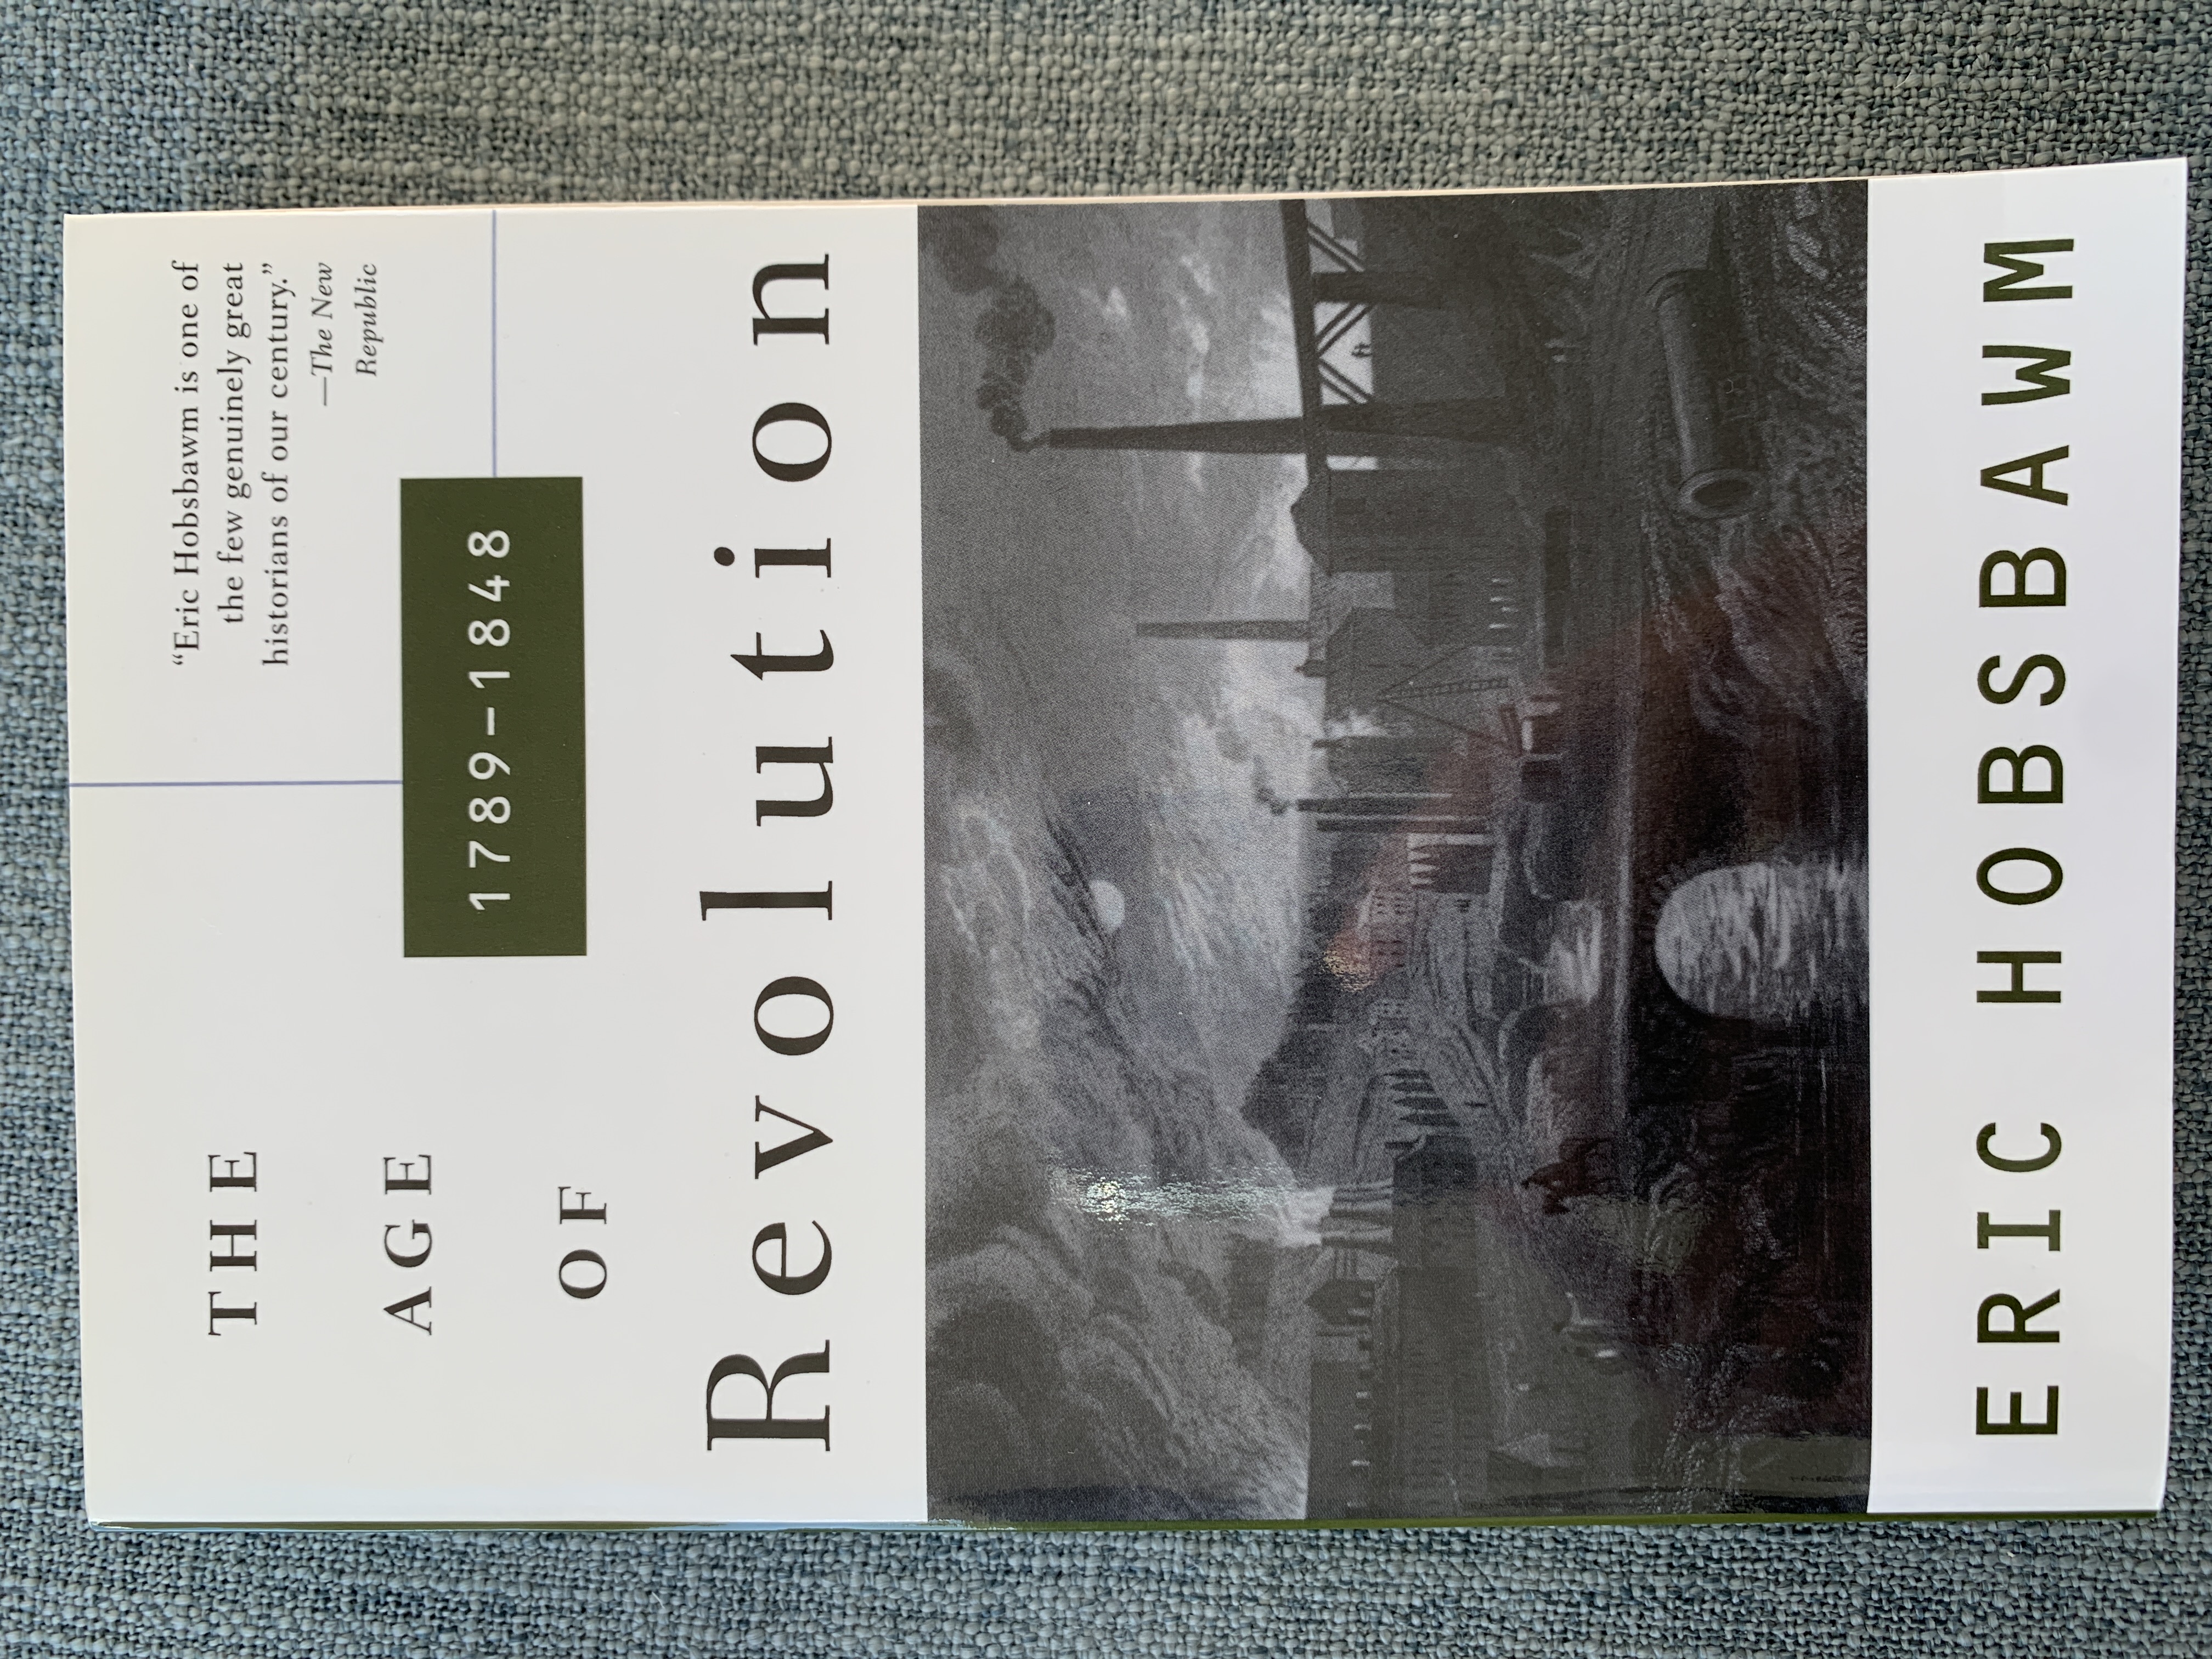 THE
AGE
OF
Revolution
1789–1848
“Eric Hobsbawm is one of
the few genuinely great
historians of our century.”
—The New
Republic
ERIC HOBSBAWM